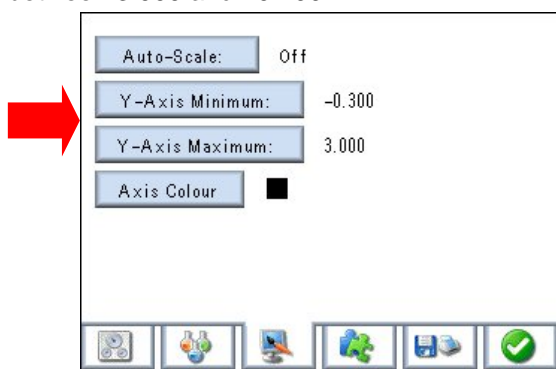 Auto-Scale: Off
Y-Axis Minimum: -0.300
Y-Axis Maximum: 3.000
Axis Colour